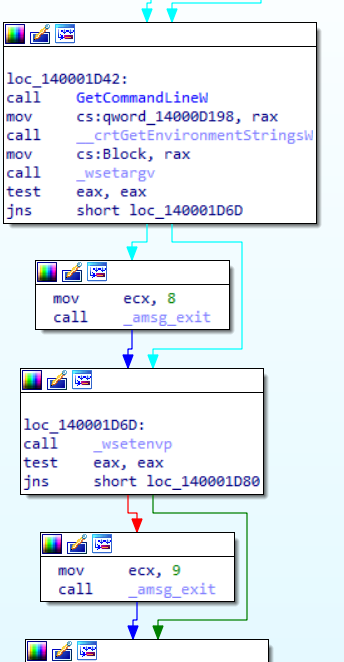 loc_140001D42:
call GetCommandLineW
mov cs:qword_14000D198, rax
call __crtGetEnvironmentStringsW
mov cs:Block, rax
call _wsetargv
test eax, eax
jns short loc_140001D6D
mov ecx, 8
call _amsg_exit
loc_140001D6D:
call _wsetenvp
test eax, eax
jns short loc_140001D80
mov ecx, 9
call _amsg_exit